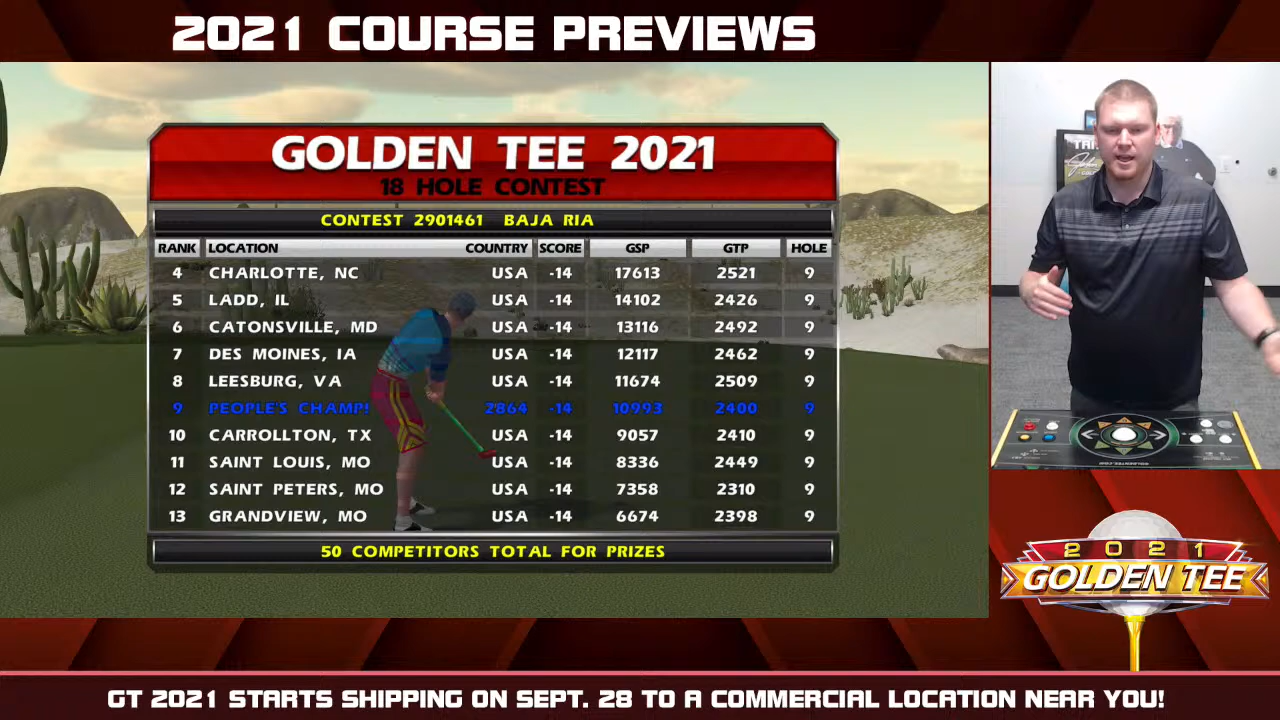 2021 COURSE PREVIEWS
GOLDEN TEE 2021
18 HOLE CONTEST
CONTEST 2901461 BAJA RIA
RANK LOCATION COUNTRY SCORE GSP GTP HOLE
4 CHARLOTTE, NC USA -14 17613 2521 9
5 LADD, IL USA -14 14102 2426 9
6 CATONSVILLE, MD USA -14 13116 2492 9
7 DES MOINES, IA USA -14 12117 2462 9
8 LEESBURG, VA USA -14 11674 2509 9
9 PEOPLE'S CHAMP! 2864 -14 10993 2400 9
10 CARROLLTON, TX USA -14 9057 2410 9
11 SAINT LOUIS, MO USA -14 8336 2449 9
12 SAINT PETERS, MO USA -14 7358 2310 9
13 GRANDVIEW, MO USA -14 6674 2398 9
50 COMPETITORS TOTAL FOR PRIZES
2021
GOLDEN TEE
GT 2021 STARTS SHIPPING ON SEPT. 28 TO A COMMERCIAL LOCATION NEAR YOU!